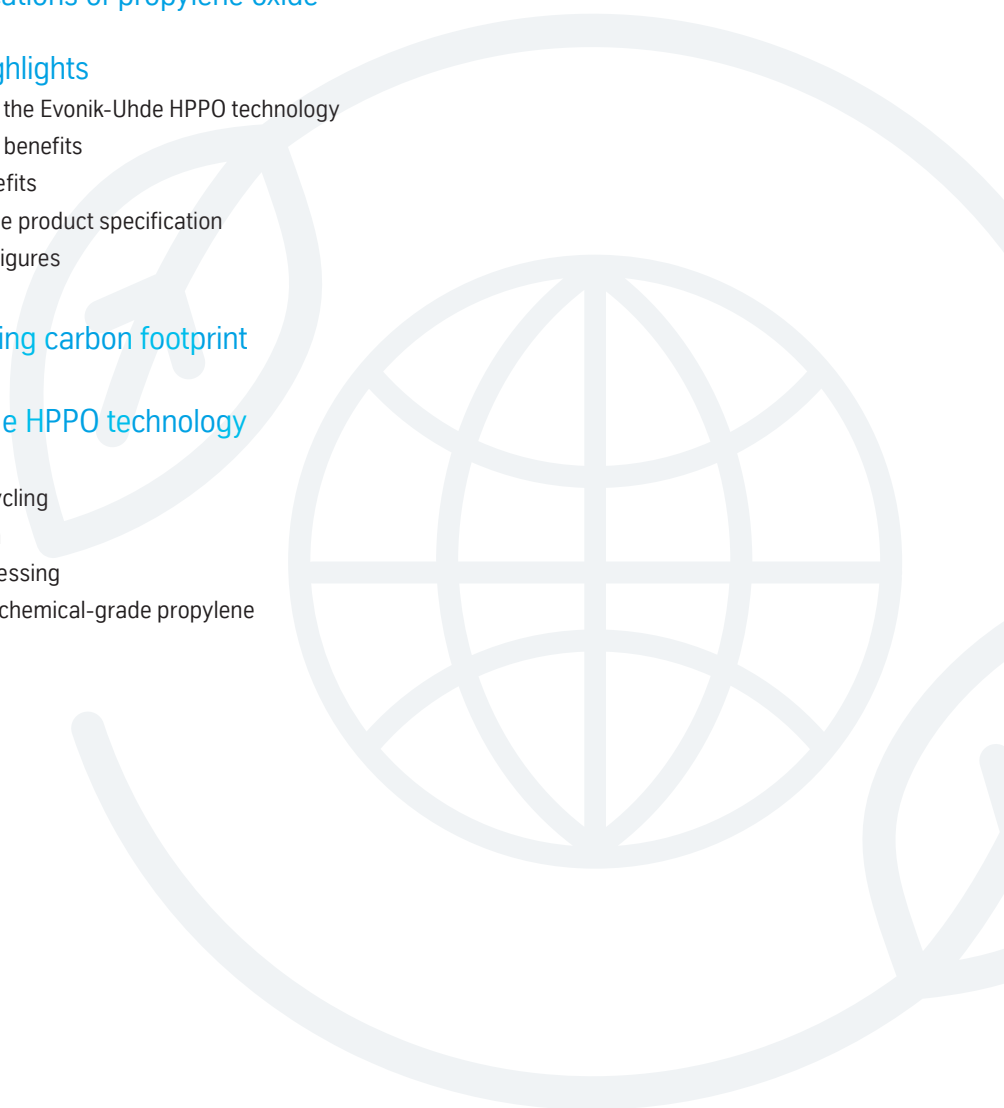 ations of propylene oxide
ghlights
the Evonik-Uhde HPPO technology
benefits
efits
e product specification
igures
ing carbon footprint
e HPPO technology
ycling
essing
chemical-grade propylene